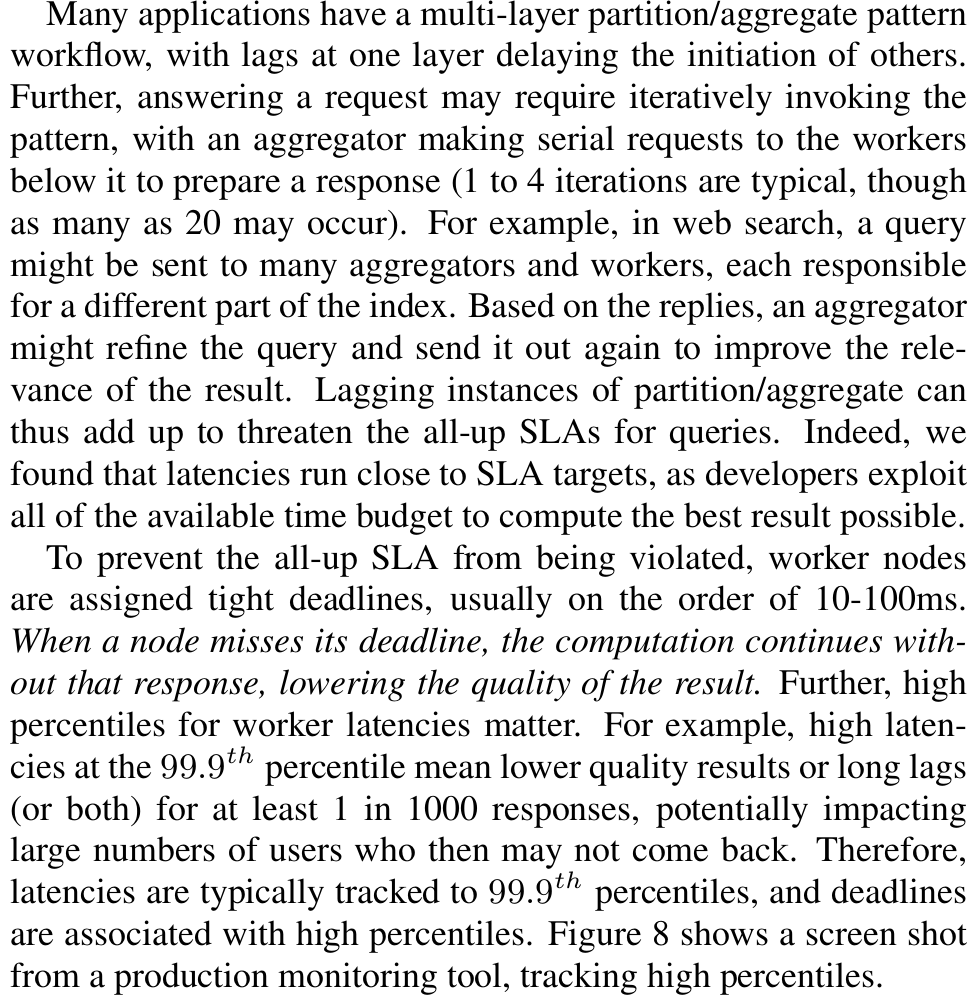 Many applications have a multi-layer partition/aggregate pattern
workflow, with lags at one layer delaying the initiation of others.
Further, answering a request may require iteratively invoking the
pattern, with an aggregator making serial requests to the workers
below it to prepare a response (1 to 4 iterations are typical, though
as many as 20 may occur). For example, in web search, a query
might be sent to many aggregators and workers, each responsible
for a different part of the index. Based on the replies, an aggregator
might refine the query and send it out again to improve the rele-
vance of the result. Lagging instances of partition/aggregate can
thus add up to threaten the all-up SLAs for queries. Indeed, we
found that latencies run close to SLA targets, as developers exploit
all of the available time budget to compute the best result possible.
To prevent the all-up SLA from being violated, worker nodes
are assigned tight deadlines, usually on the order of 10-100ms.
When a node misses its deadline, the computation continues with-
out that response, lowering the quality of the result. Further, high
percentiles for worker latencies matter. For example, high laten-
cies at the 99.9th percentile mean lower quality results or long lags
(or both) for at least 1 in 1000 responses, potentially impacting
large numbers of users who then may not come back. Therefore,
latencies are typically tracked to 99.9th percentiles, and deadlines
are associated with high percentiles. Figure 8 shows a screen shot
from a production monitoring tool, tracking high percentiles.